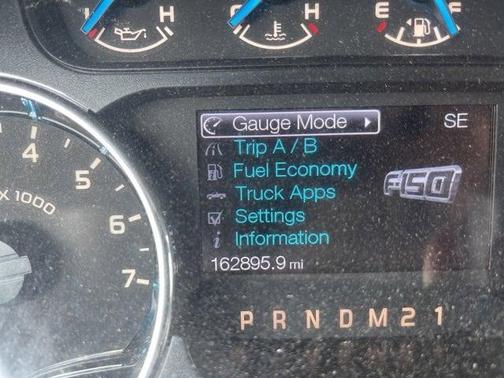 L H C H E F
Gauge Mode SE
Trip A / B
Fuel Economy
F-150
Truck Apps
Settings
i Information
162895.9 mi
P R N D M 2 1
4
5
6
7
X 1000